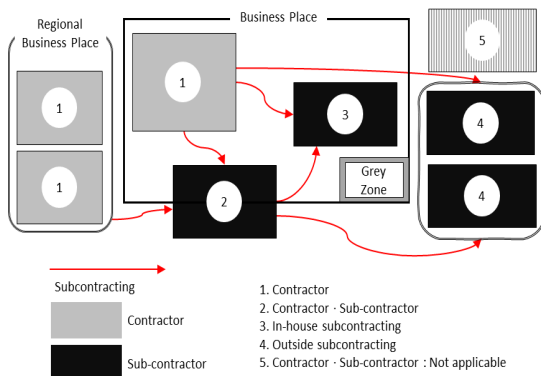 Regional
Business Place
Business Place
1
1
1
2
3
4
4
5
Grey
Zone
Subcontracting
Contractor
Sub-contractor
1. Contractor
2. Contractor · Sub-contractor
3. In-house subcontracting
4. Outside subcontracting
5. Contractor · Sub-contractor : Not applicable